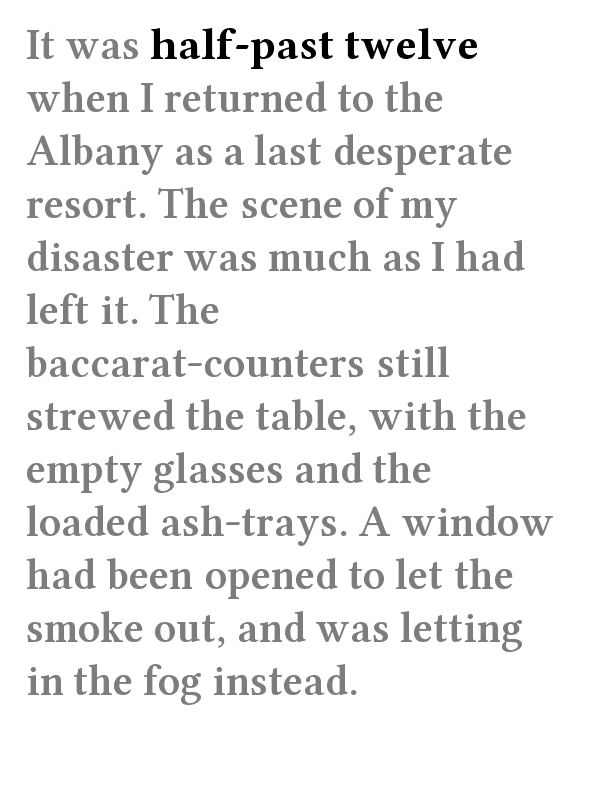 It was half-past twelve
when I returned to the
Albany as a last desperate
resort. The scene of my
disaster was much as I had
left it. The
baccarat-counters still
strewed the table, with the
empty glasses and the
loaded ash-trays. A window
had been opened to let the
smoke out, and was letting
in the fog instead.